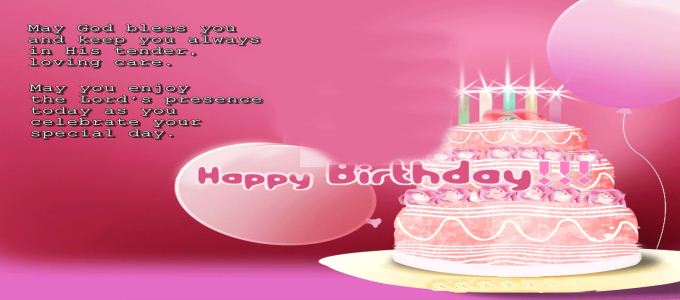 May God bless you
and keep you always
in His tender,
loving care.
May you enjoy
the Lord's presence
today as you
celebrate your
special day.
Happy Birthday!!!